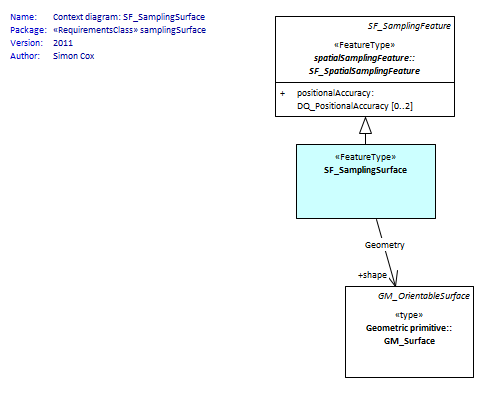 Name: Context diagram: SF_SamplingSurface
Package: «RequirementsClass» samplingSurface
Version: 2011
Author: Simon Cox
SF_SamplingFeature
«FeatureType»
spatialSamplingFeature::
SF_SpatialSamplingFeature
+ positionalAccuracy:
DQ_PositionalAccuracy [0..2]
«FeatureType»
SF_SamplingSurface
Geometry
+shape
GM_OrientableSurface
«type»
Geometric primitive::
GM_Surface